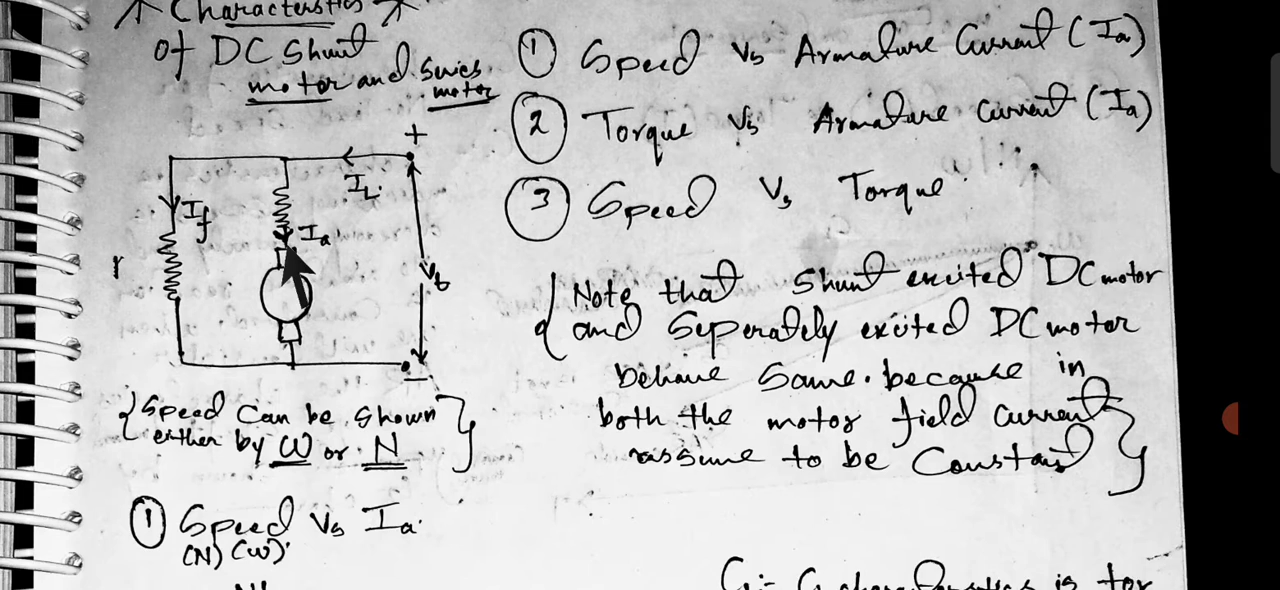 Characteristics
of DC Shunt
motor and Series
motor
① Speed Vs Armature Current (Ia)
② Torque Vs Armature Current (Ia)
③ Speed Vs Torque
+
IL
If
Ia
Vt
r
-
{ Note that Shunt excited DC motor
and Seperately excited DC motor
behave Same. because in
both the motor field current
assume to be Constant }
{ Speed Can be Shown
either by ω or N }
① Speed Vs Ia.
(N) (ω).
characteristics is for